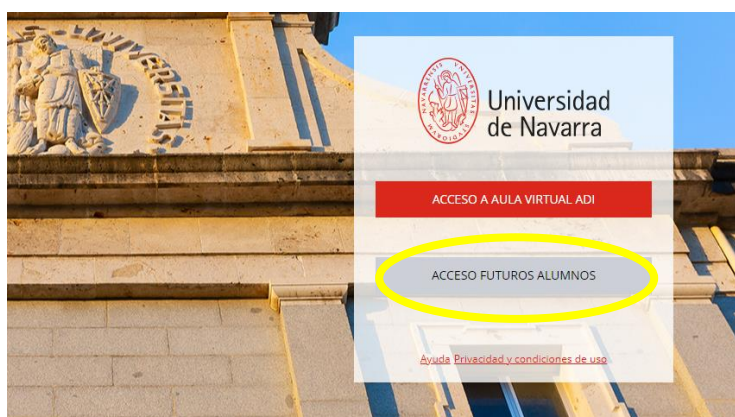 Universidad
de Navarra
ACCESO A AULA VIRTUAL ADI
ACCESO FUTUROS ALUMNOS
Ayuda Privacidad y condiciones de uso